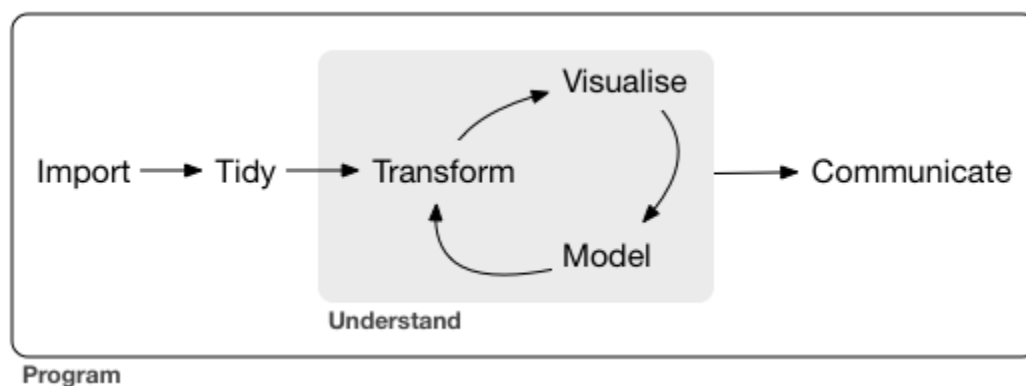 Visualise
Import
Tidy
Transform
Communicate
Model
Understand
Program